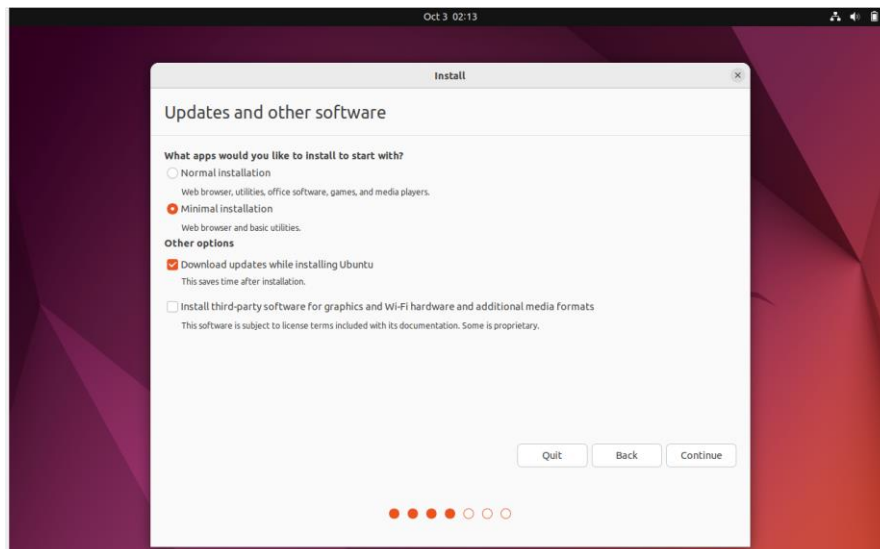 Oct 3 02:13
Install
Updates and other software
What apps would you like to install to start with?
Normal installation
Web browser, utilities, office software, games, and media players.
Minimal installation
Web browser and basic utilities.
Other options
Download updates while installing Ubuntu
This saves time after installation.
Install third-party software for graphics and Wi-Fi hardware and additional media formats
This software is subject to license terms included with its documentation. Some is proprietary.
Quit Back Continue